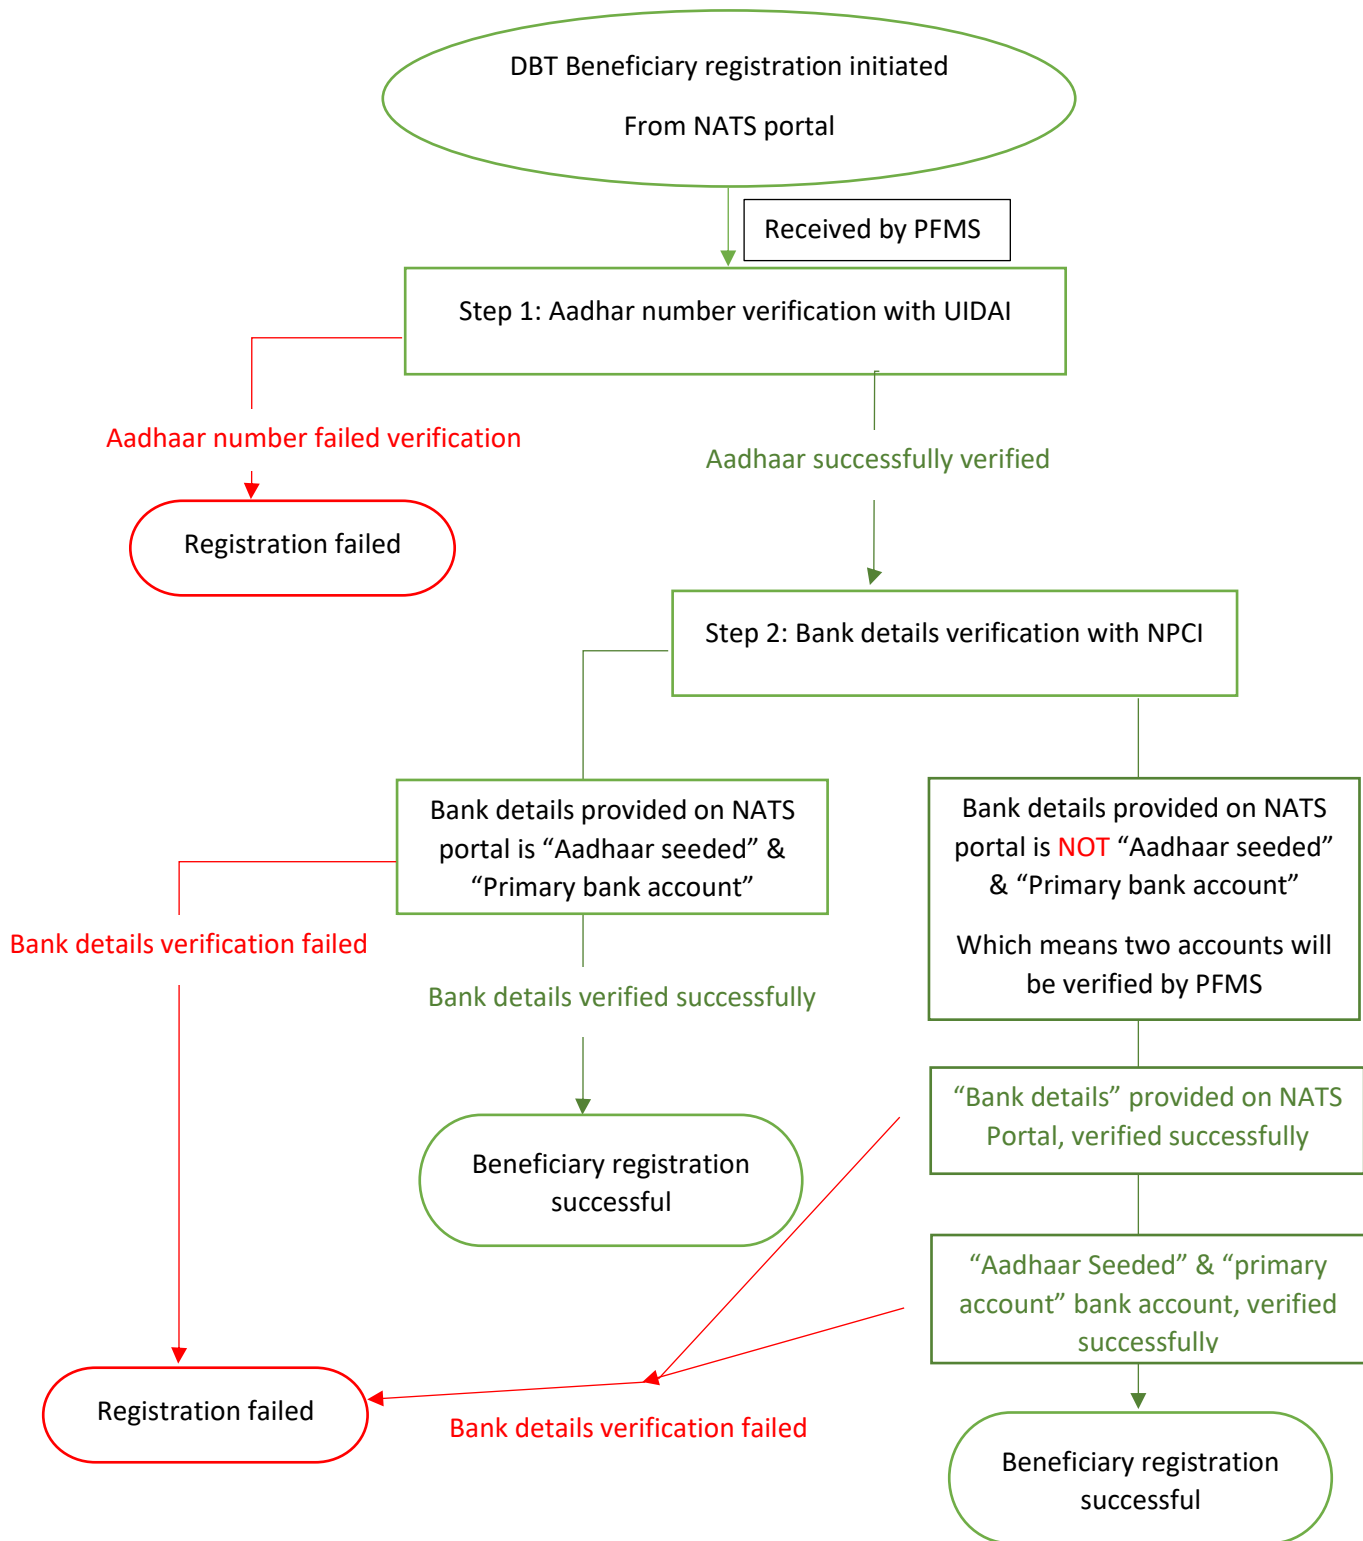 DBT Beneficiary registration initiated
From NATS portal
Received by PFMS
Step 1: Aadhar number verification with UIDAI
Aadhaar number failed verification
Aadhaar successfully verified
Registration failed
Step 2: Bank details verification with NPCI
Bank details provided on NATS
portal is “Aadhaar seeded” &
“Primary bank account”
Bank details provided on NATS
portal is NOT “Aadhaar seeded”
& “Primary bank account”
Which means two accounts will
be verified by PFMS
Bank details verification failed
Bank details verified successfully
“Bank details” provided on NATS
Portal, verified successfully
Beneficiary registration
successful
“Aadhaar Seeded” & “primary
account” bank account, verified
successfully
Registration failed
Bank details verification failed
Beneficiary registration
successful